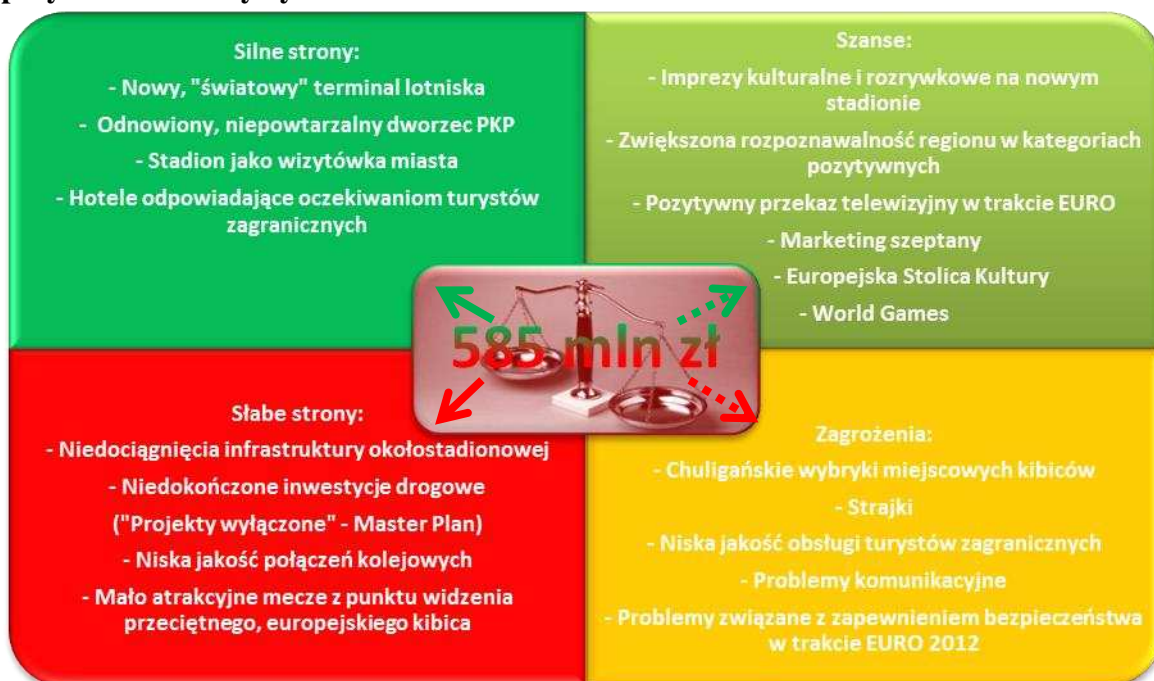 Silne strony:
- Nowy, "światowy" terminal lotniska
- Odnowiony, niepowtarzalny dworzec PKP
- Stadion jako wizytówka miasta
- Hotele odpowiadające oczekiwaniom turystów
zagranicznych
Szanse:
- Imprezy kulturalne i rozrywkowe na nowym
stadionie
- Zwiększona rozpoznawalność regionu w kategoriach
pozytywnych
- Pozytywny przekaz telewizyjny w trakcie EURO
- Marketing szeptany
- Europejska Stolica Kultury
- World Games
585 mln zł
Słabe strony:
- Niedociągnięcia infrastruktury okołostadionowej
- Niedokończone inwestycje drogowe
("Projekty wyłączone" - Master Plan)
- Niska jakość połączeń kolejowych
- Mało atrakcyjne mecze z punktu widzenia
przeciętnego, europejskiego kibica
Zagrożenia:
- Chuligańskie wybryki miejscowych kibiców
- Strajki
- Niska jakość obsługi turystów zagranicznych
- Problemy komunikacyjne
- Problemy związane z zapewnieniem bezpieczeństwa
w trakcie EURO 2012